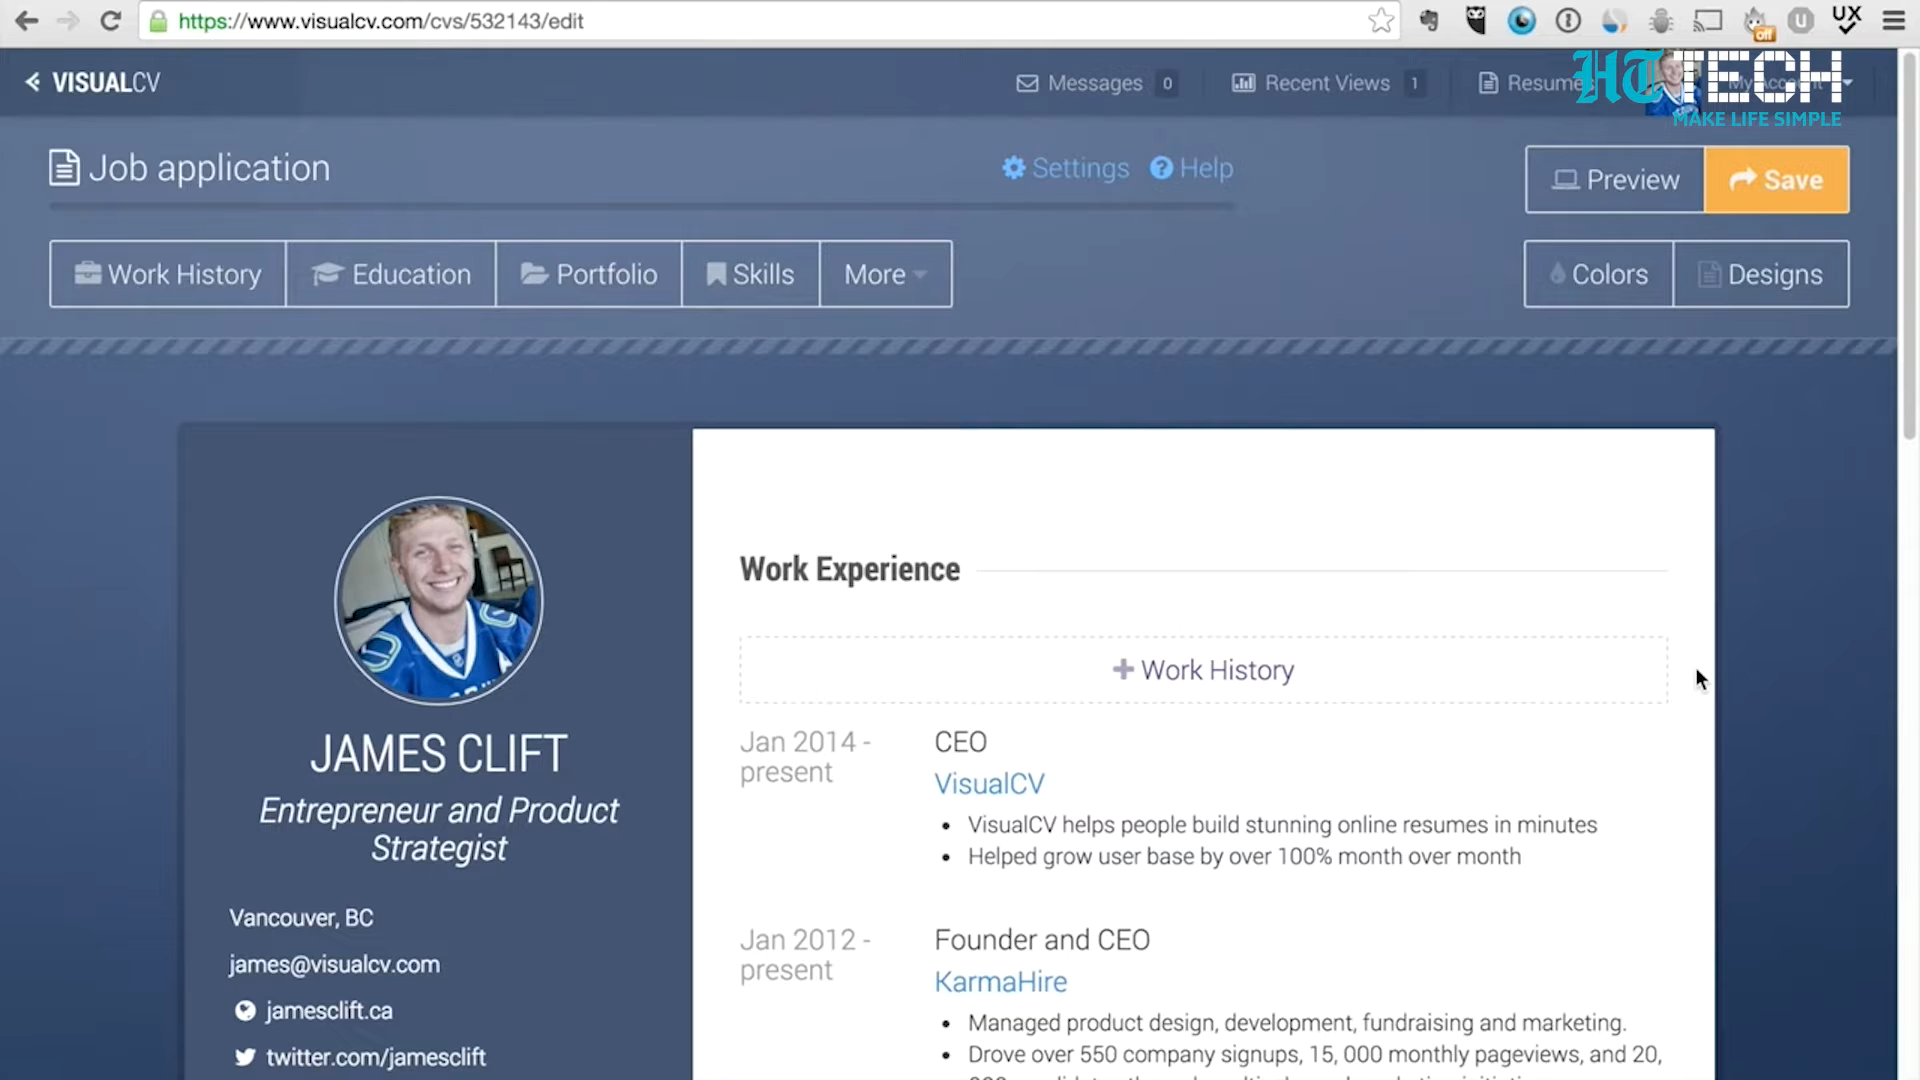 https://www.visualcv.com/cvs/532143/edit
off
UX
VISUALCV
Messages 0
Recent Views 1
Resumes
HT TECH
MAKE LIFE SIMPLE
Job application
Settings
Help
Preview
Save
Work History
Education
Portfolio
Skills
More
Colors
Designs
JAMES CLIFT
Entrepreneur and Product
Strategist
Vancouver, BC
james@visualcv.com
jamesclift.ca
twitter.com/jamesclift
Work Experience
+ Work History
Jan 2014 -
present
CEO
VisualCV
• VisualCV helps people build stunning online resumes in minutes
• Helped grow user base by over 100% month over month
Jan 2012 -
present
Founder and CEO
KarmaHire
• Managed product design, development, fundraising and marketing.
• Drove over 550 company signups, 15, 000 monthly pageviews, and 20,